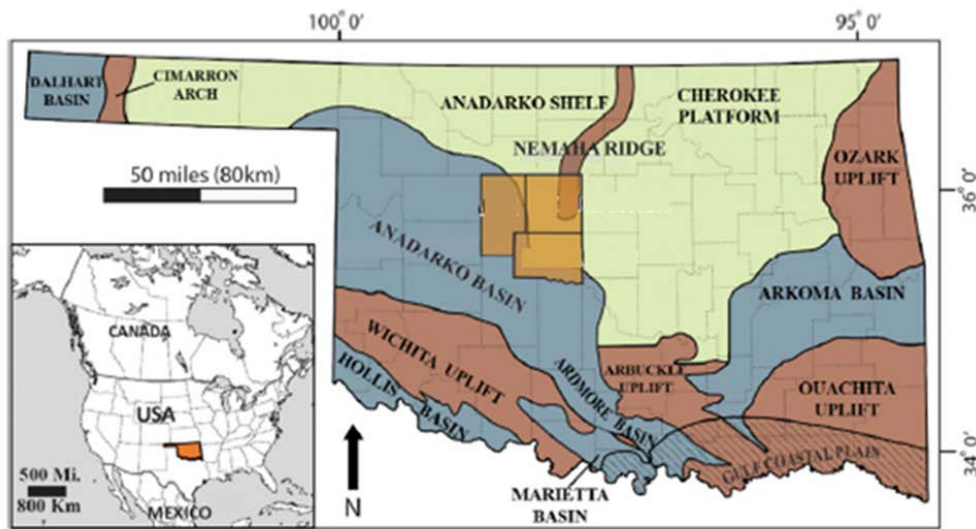 100° 0'
95° 0'
DALHART
BASIN
CIMARRON
ARCH
ANADARKO SHELF
CHEROKEE
PLATFORM
NEMAHA RIDGE
OZARK
UPLIFT
50 miles (80km)
36° 0'
ANADARKO BASIN
ARKOMA BASIN
WICHITA UPLIFT
HOLLIS BASIN
ARDMORE BASIN
ARBUCKLE
UPLIFT
OUACHITA
UPLIFT
GULF COASTAL PLAIN
34° 0'
MARIETTA
BASIN
N
CANADA
USA
500 Mi.
800 Km
MEXICO